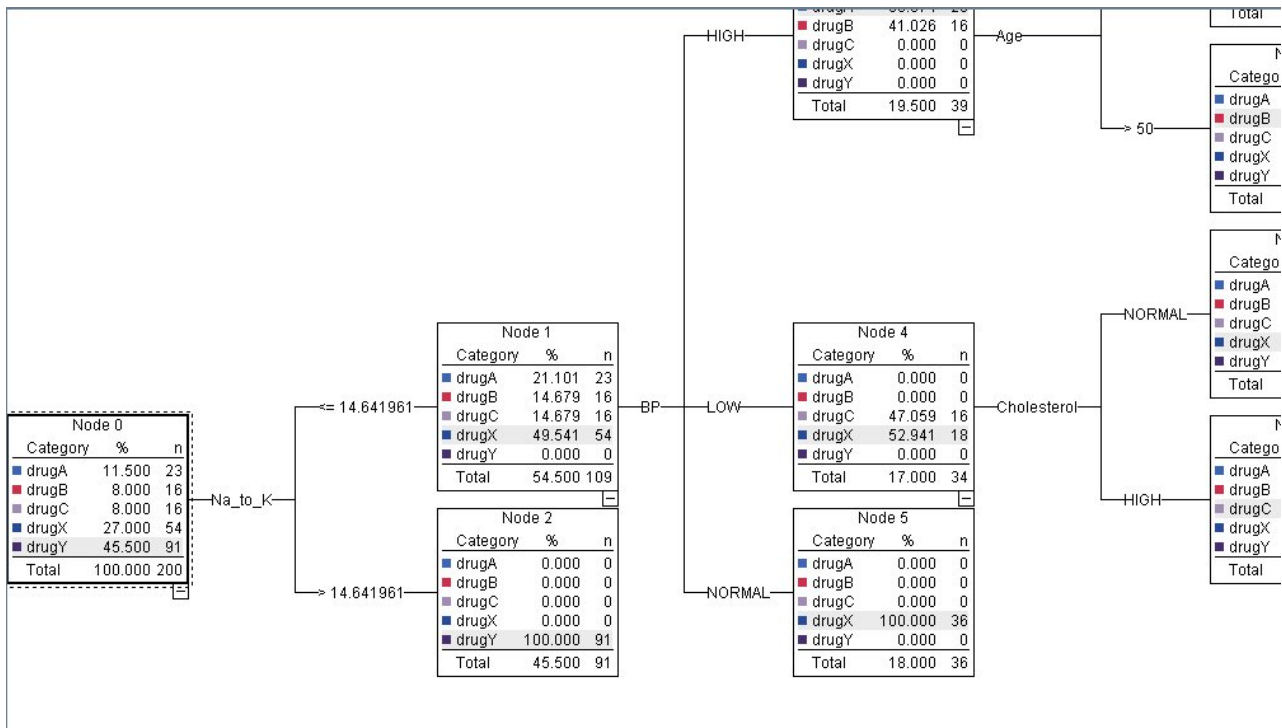 drugB 41.026 16
drugC 0.000 0
drugX 0.000 0
drugY 0.000 0
Total 19.500 39
HIGH
Age
> 50
Total
Catego
drugA
drugB
drugC
drugX
drugY
Total
Catego
drugA
drugB
drugC
drugX
drugY
Total
NORMAL
Node 1
Category % n
drugA 21.101 23
drugB 14.679 16
drugC 14.679 16
drugX 49.541 54
drugY 0.000 0
Total 54.500 109
<= 14.641961
BP
LOW
Node 4
Category % n
drugA 0.000 0
drugB 0.000 0
drugC 47.059 16
drugX 52.941 18
drugY 0.000 0
Total 17.000 34
Cholesterol
HIGH
Catego
drugA
drugB
drugC
drugX
drugY
Total
Node 0
Category % n
drugA 11.500 23
drugB 8.000 16
drugC 8.000 16
drugX 27.000 54
drugY 45.500 91
Total 100.000 200
Na_to_K
> 14.641961
Node 2
Category % n
drugA 0.000 0
drugB 0.000 0
drugC 0.000 0
drugX 0.000 0
drugY 100.000 91
Total 45.500 91
NORMAL
Node 5
Category % n
drugA 0.000 0
drugB 0.000 0
drugC 0.000 0
drugX 100.000 36
drugY 0.000 0
Total 18.000 36